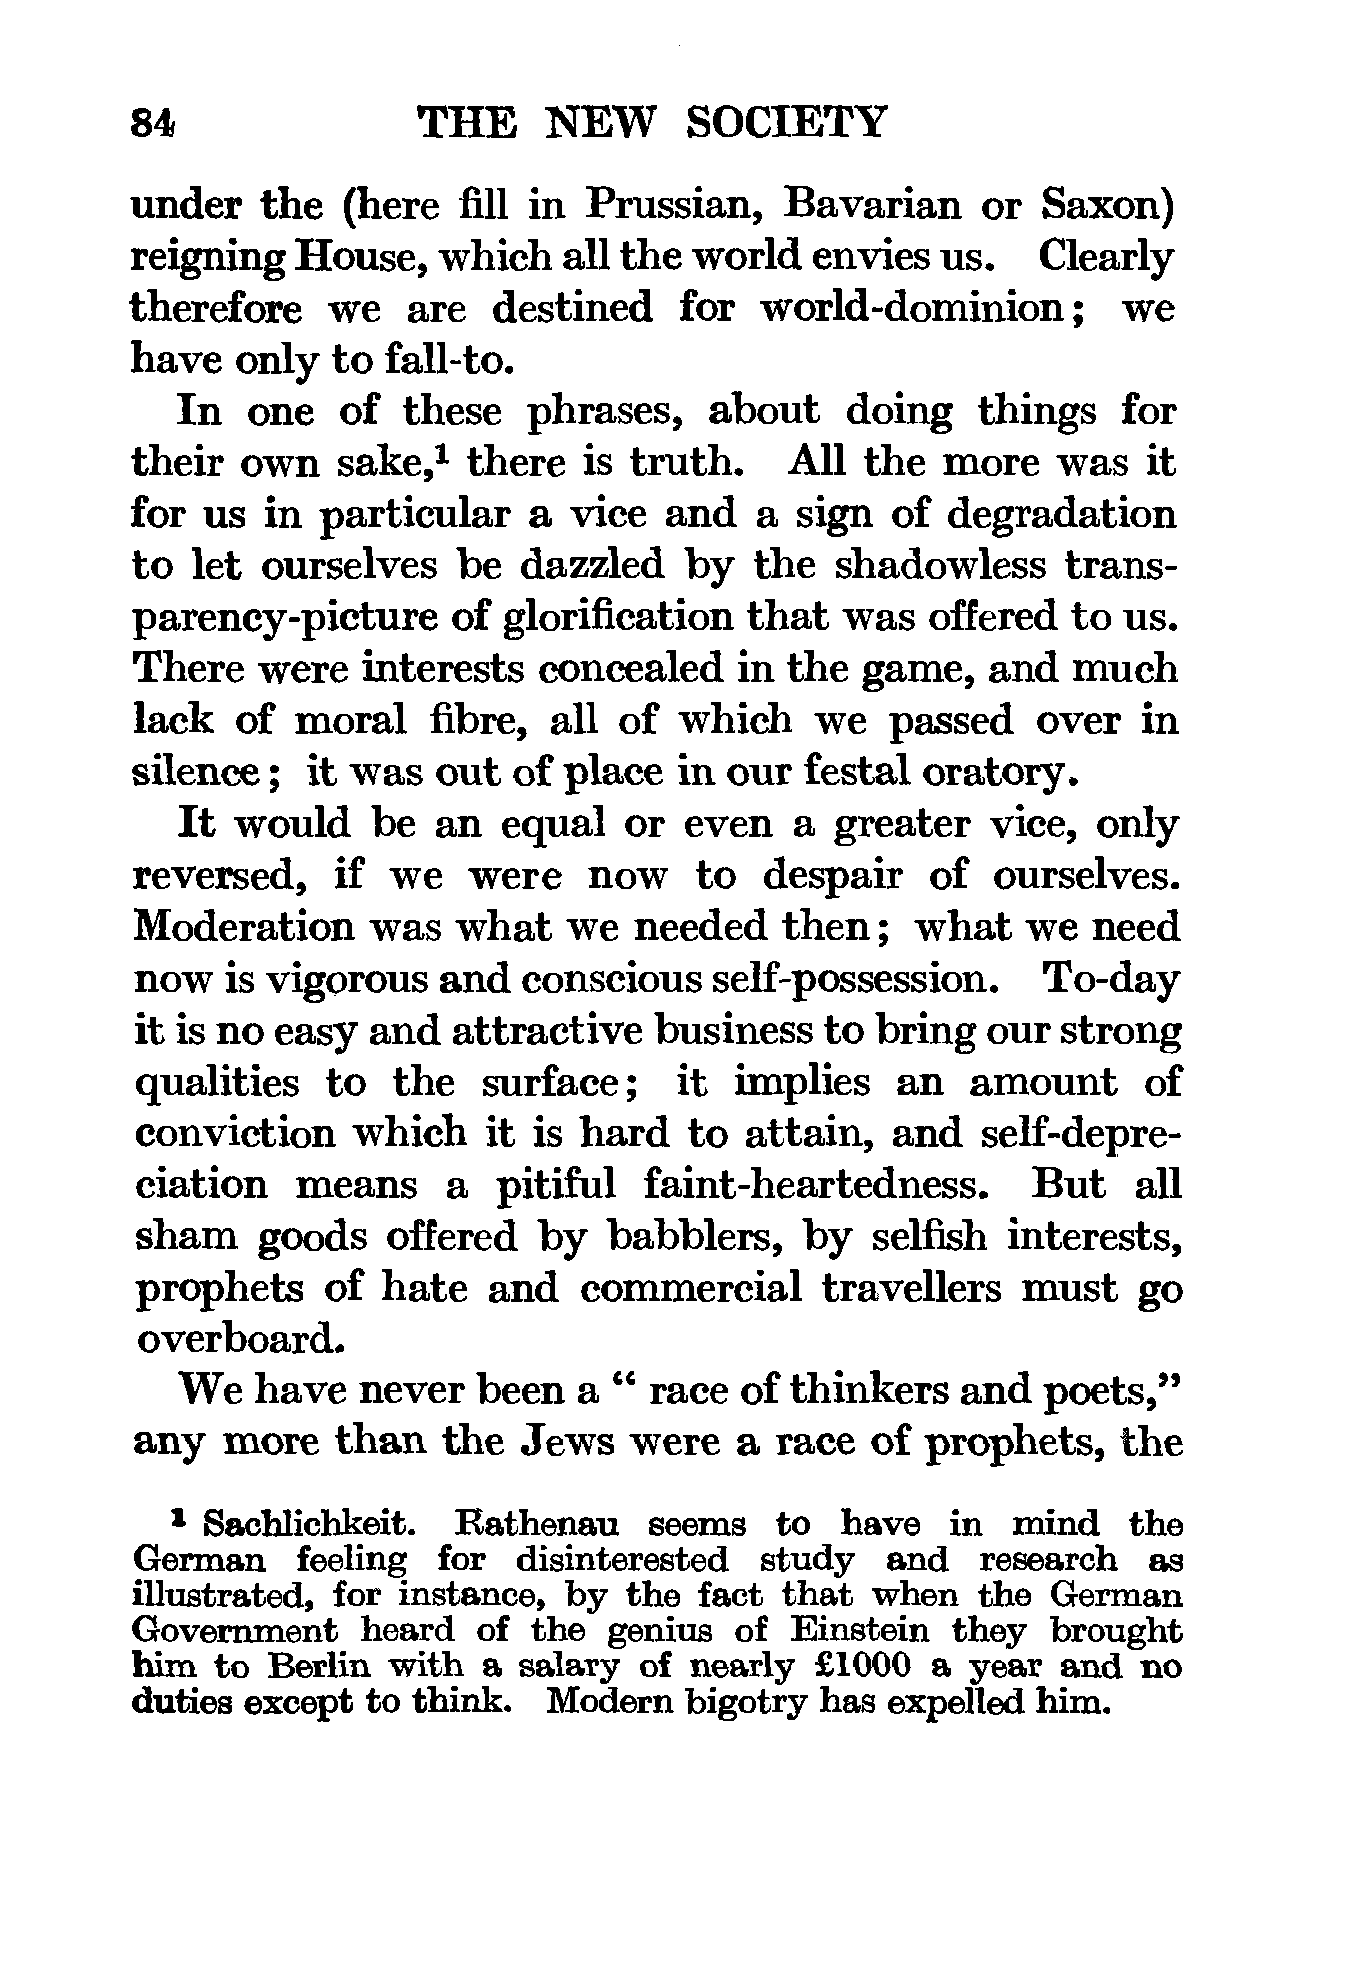 84 THE NEW SOCIETY
under the (here fill in Prussian, Bavarian or Saxon)
reigning House, which all the world envies us. Clearly
therefore we are destined for world-dominion; we
have only to fall-to.
In one of these phrases, about doing things for
their own sake,¹ there is truth. All the more was it
for us in particular a vice and a sign of degradation
to let ourselves be dazzled by the shadowless trans-
parency-picture of glorification that was offered to us.
There were interests concealed in the game, and much
lack of moral fibre, all of which we passed over in
silence; it was out of place in our festal oratory.
It would be an equal or even a greater vice, only
reversed, if we were now to despair of ourselves.
Moderation was what we needed then; what we need
now is vigorous and conscious self-possession. To-day
it is no easy and attractive business to bring our strong
qualities to the surface; it implies an amount of
conviction which it is hard to attain, and self-depre-
ciation means a pitiful faint-heartedness. But all
sham goods offered by babblers, by selfish interests,
prophets of hate and commercial travellers must go
overboard.
We have never been a “ race of thinkers and poets,”
any more than the Jews were a race of prophets, the
¹ Sachlichkeit. Rathenau seems to have in mind the
German feeling for disinterested study and research as
illustrated, for instance, by the fact that when the German
Government heard of the genius of Einstein they brought
him to Berlin with a salary of nearly £1000 a year and no
duties except to think. Modern bigotry has expelled him.